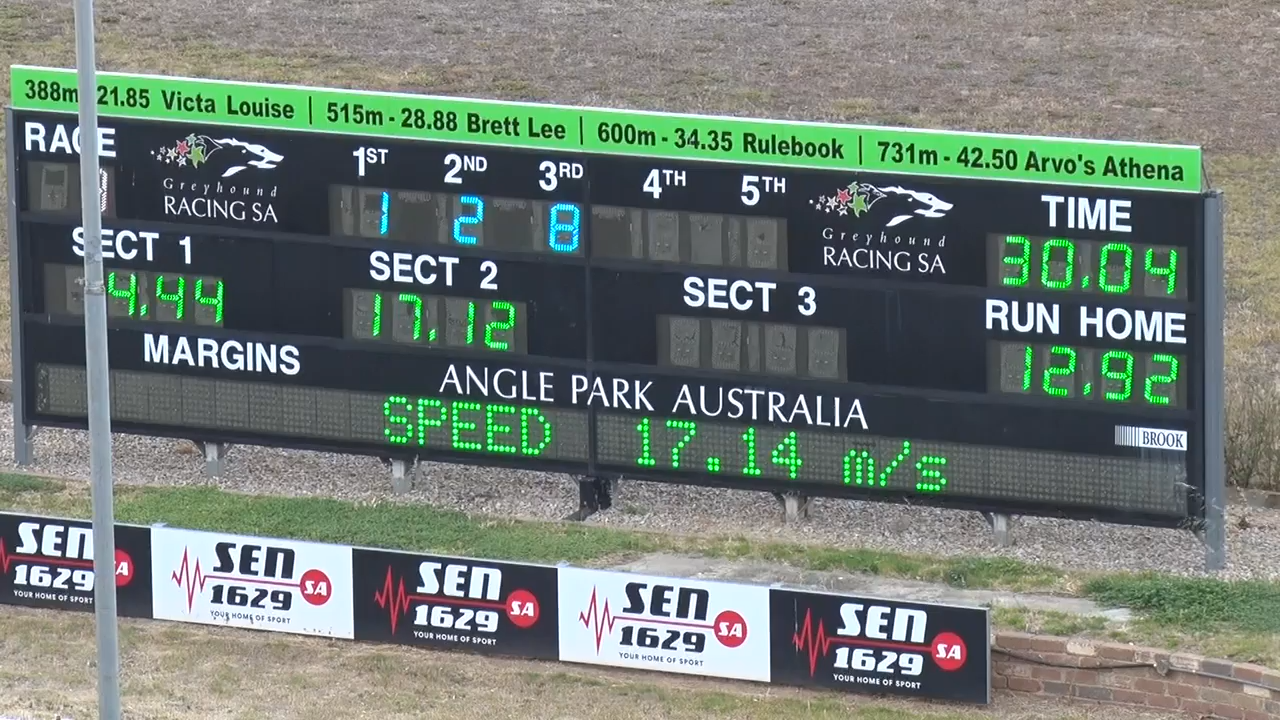 388m 21.85 Victa Louise | 515m - 28.88 Brett Lee | 600m - 34.35 Rulebook | 731m - 42.50 Arvo's Athena
RACE
Greyhound
RACING SA
1ST 2ND 3RD 4TH 5TH
1 2 8
Greyhound
RACING SA
TIME
30.04
SECT 1
4.44
SECT 2
17.12
SECT 3
RUN HOME
12.92
MARGINS
ANGLE PARK AUSTRALIA
BROOK
SPEED 17.14 m/s
SEN
1629 SA
YOUR HOME OF SPORT
SEN
1629 SA
YOUR HOME OF SPORT
SEN
1629 SA
YOUR HOME OF SPORT
SEN
1629 SA
YOUR HOME OF SPORT
SEN
1629 SA
YOUR HOME OF SPORT